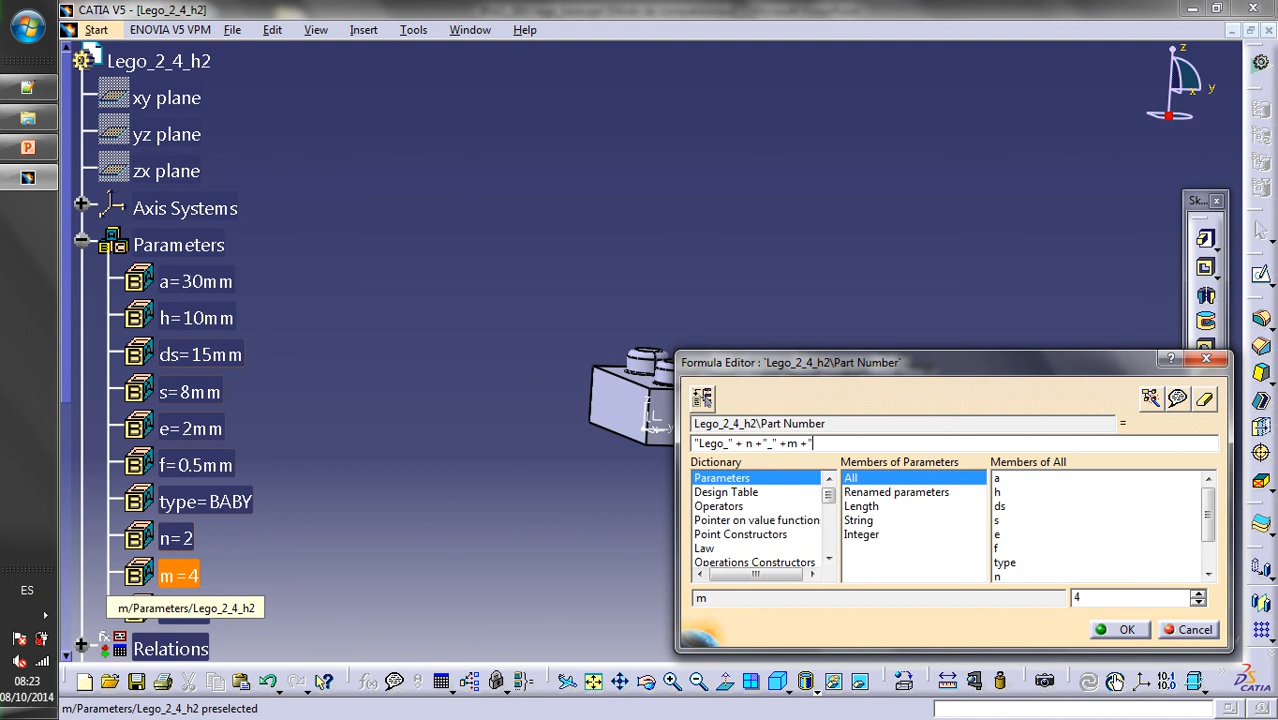 CATIA V5 - [Lego_2_4_h2]
Start
ENOVIA V5 VPM
File
Edit
View
Insert
Tools
Window
Help
Lego_2_4_h2
xy plane
yz plane
zx plane
Axis Systems
Parameters
a=30mm
h=10mm
ds=15mm
s=8mm
e=2mm
f=0.5mm
type=BABY
n=2
m=4
m/Parameters/Lego_2_4_h2
Relations
z
x
y
Sk...
Formula Editor : `Lego_2_4_h2\Part Number`
Lego_2_4_h2\Part Number
=
"Lego_" + n +"_" +m +"
Dictionary
Members of Parameters
Members of All
Parameters
Design Table
Operators
Pointer on value function
Point Constructors
Law
Operations Constructors
All
Renamed parameters
Length
String
Integer
a
h
ds
s
e
f
type
n
m
4
OK
Cancel
ES
08:23
08/10/2014
m/Parameters/Lego_2_4_h2 preselected
CATIA